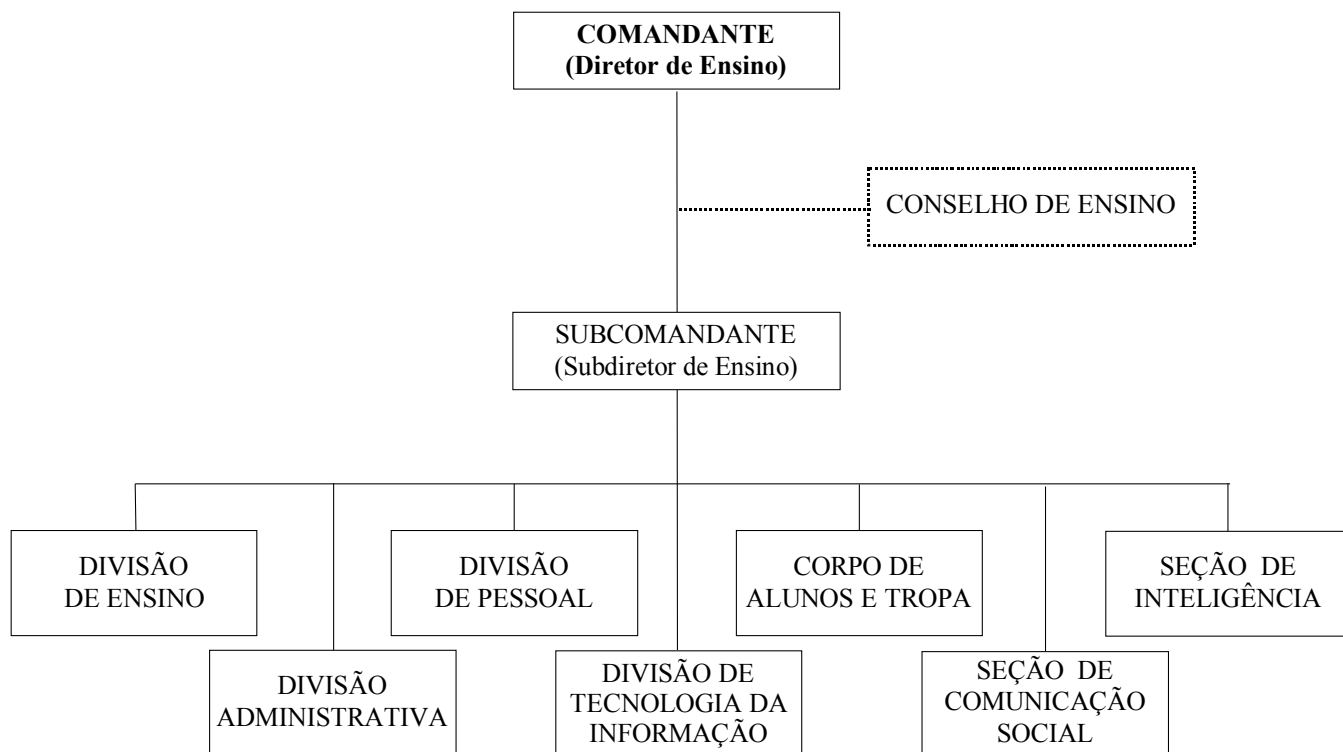 COMANDANTE
(Diretor de Ensino)
CONSELHO DE ENSINO
SUBCOMANDANTE
(Subdiretor de Ensino)
DIVISÃO
DE ENSINO
DIVISÃO
DE PESSOAL
CORPO DE
ALUNOS E TROPA
SEÇÃO DE
INTELIGÊNCIA
DIVISÃO
ADMINISTRATIVA
DIVISÃO DE
TECNOLOGIA DA
INFORMAÇÃO
SEÇÃO DE
COMUNICAÇÃO
SOCIAL